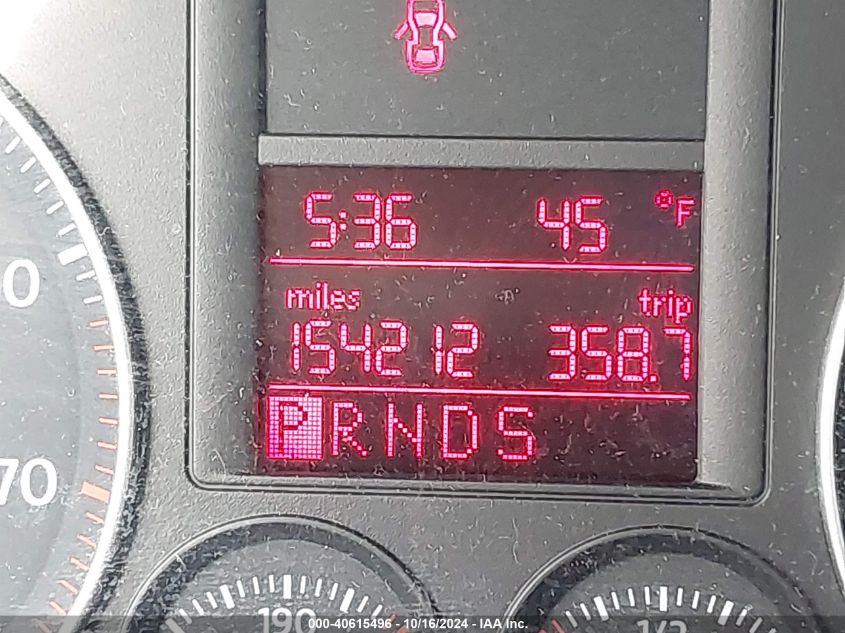 5:36 45 °F
miles trip
154212 358.7
P R N D S
70
190
000-40615496 - 10/16/2024 - IAA Inc.